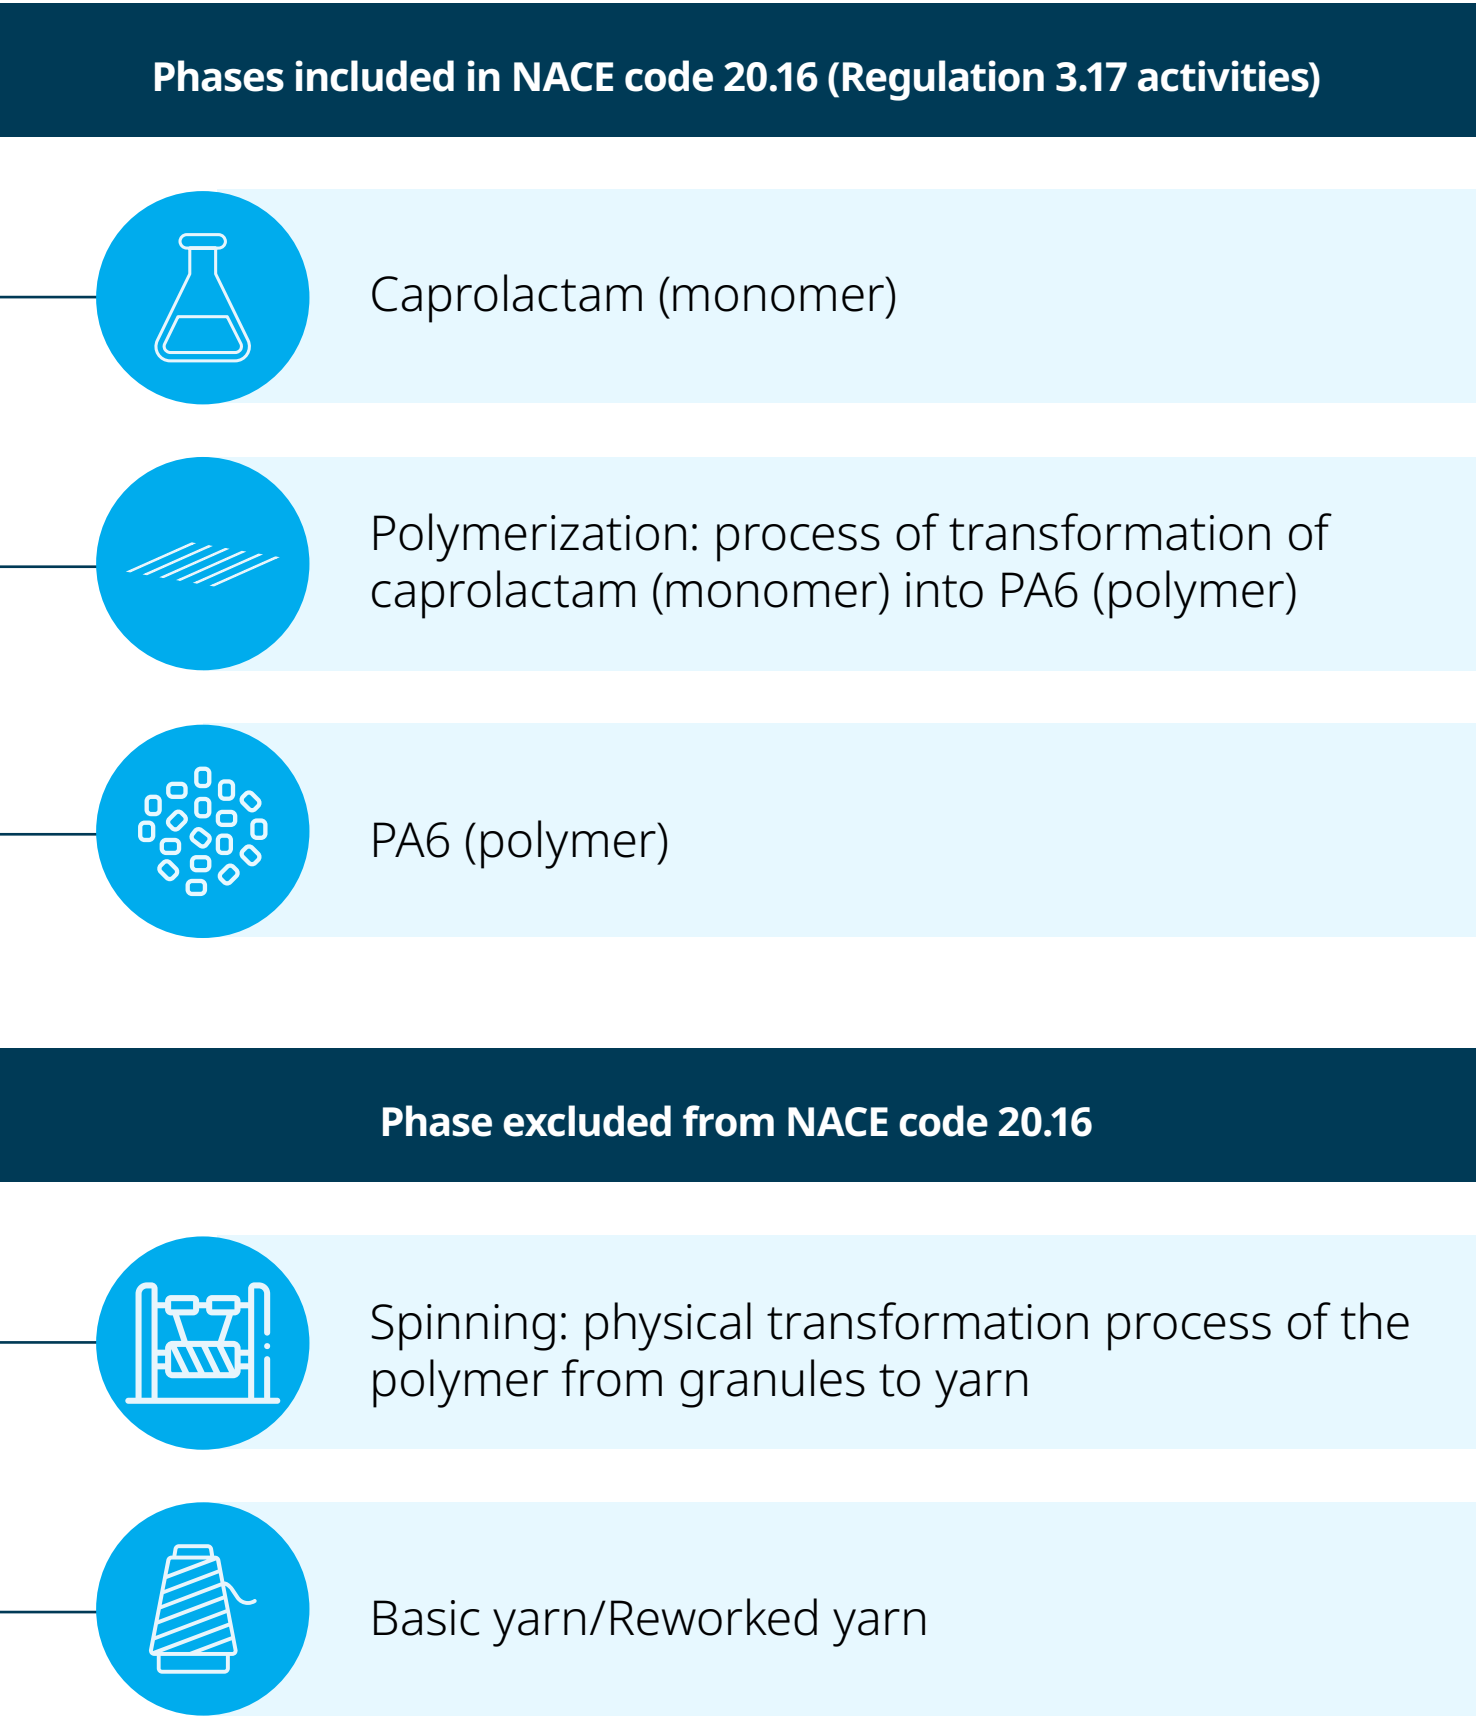 Phases included in NACE code 20.16 (Regulation 3.17 activities)
Caprolactam (monomer)
Polymerization: process of transformation of
caprolactam (monomer) into PA6 (polymer)
PA6 (polymer)
Phase excluded from NACE code 20.16
Spinning: physical transformation process of the
polymer from granules to yarn
Basic yarn/Reworked yarn